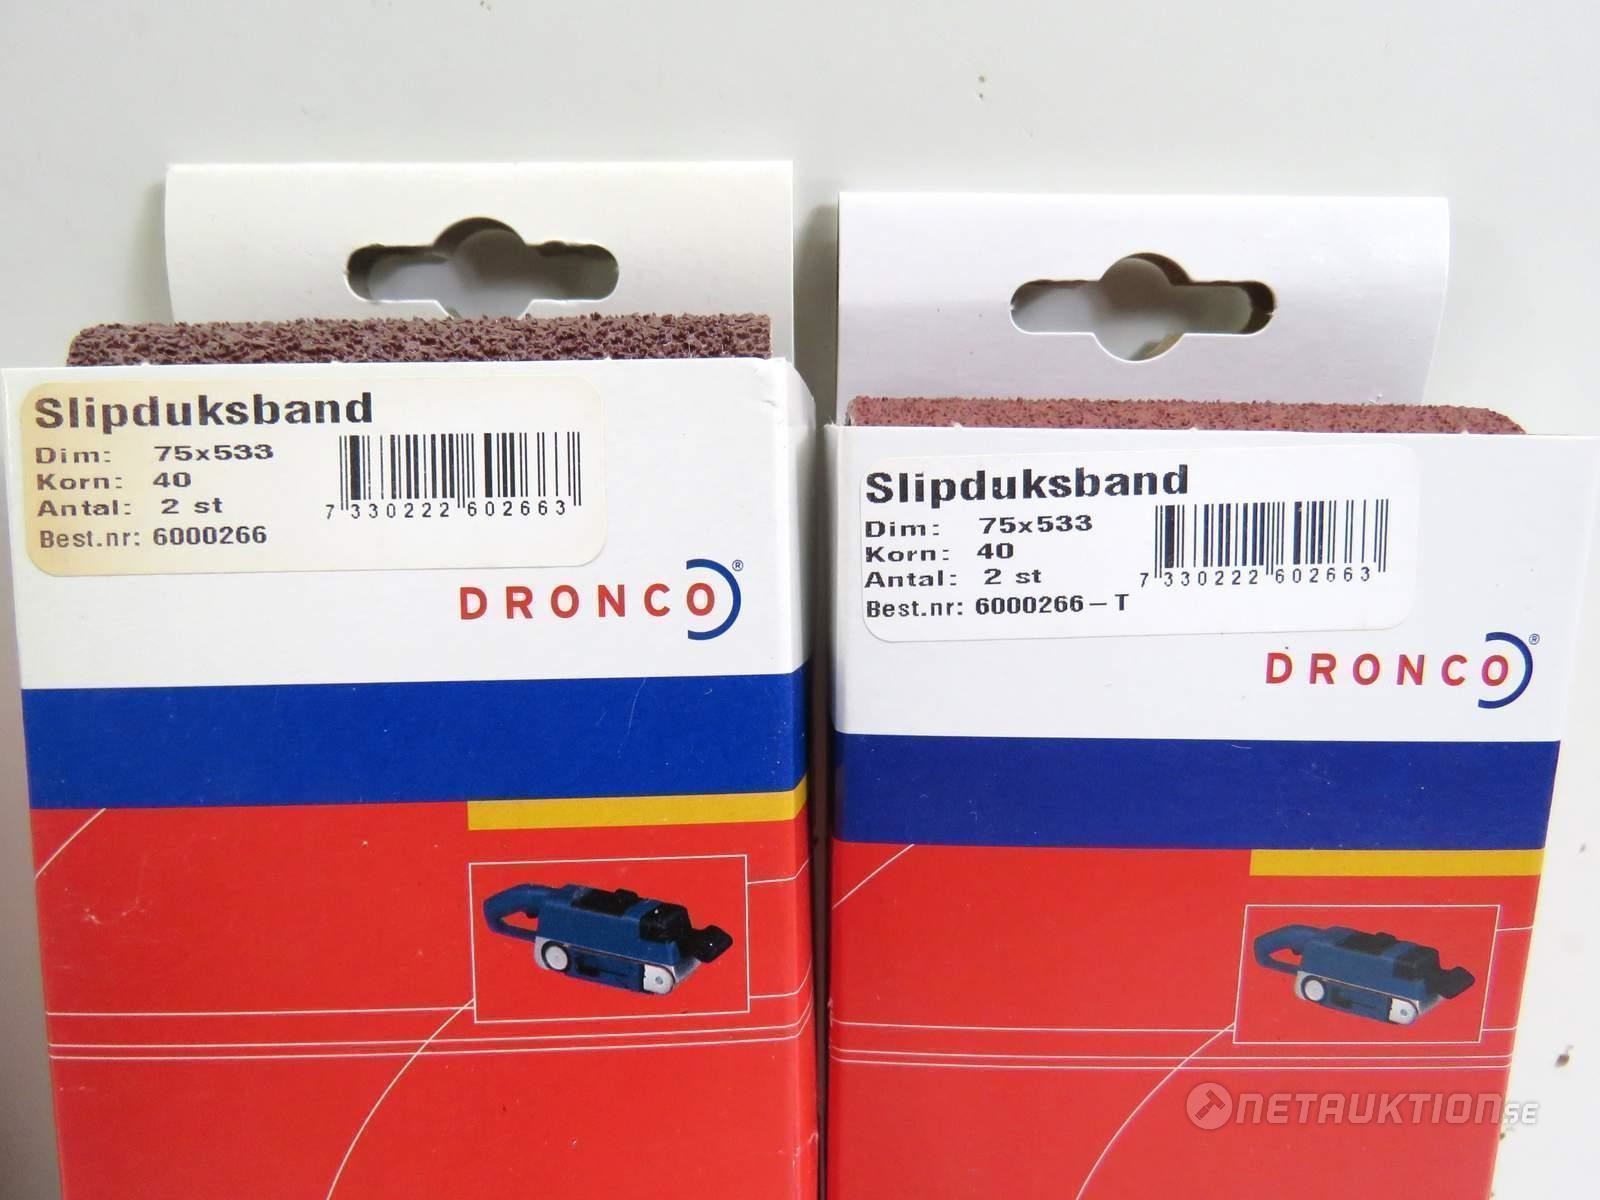 Slipduksband
Dim: 75x533
Korn: 40
Antal: 2 st
Best.nr: 6000266
7 330222 602663
DRONCO®
Slipduksband
Dim: 75x533
Korn: 40
Antal: 2 st
Best.nr: 6000266-T
7 330222 602663
DRONCO®
NETAUKTION.SE